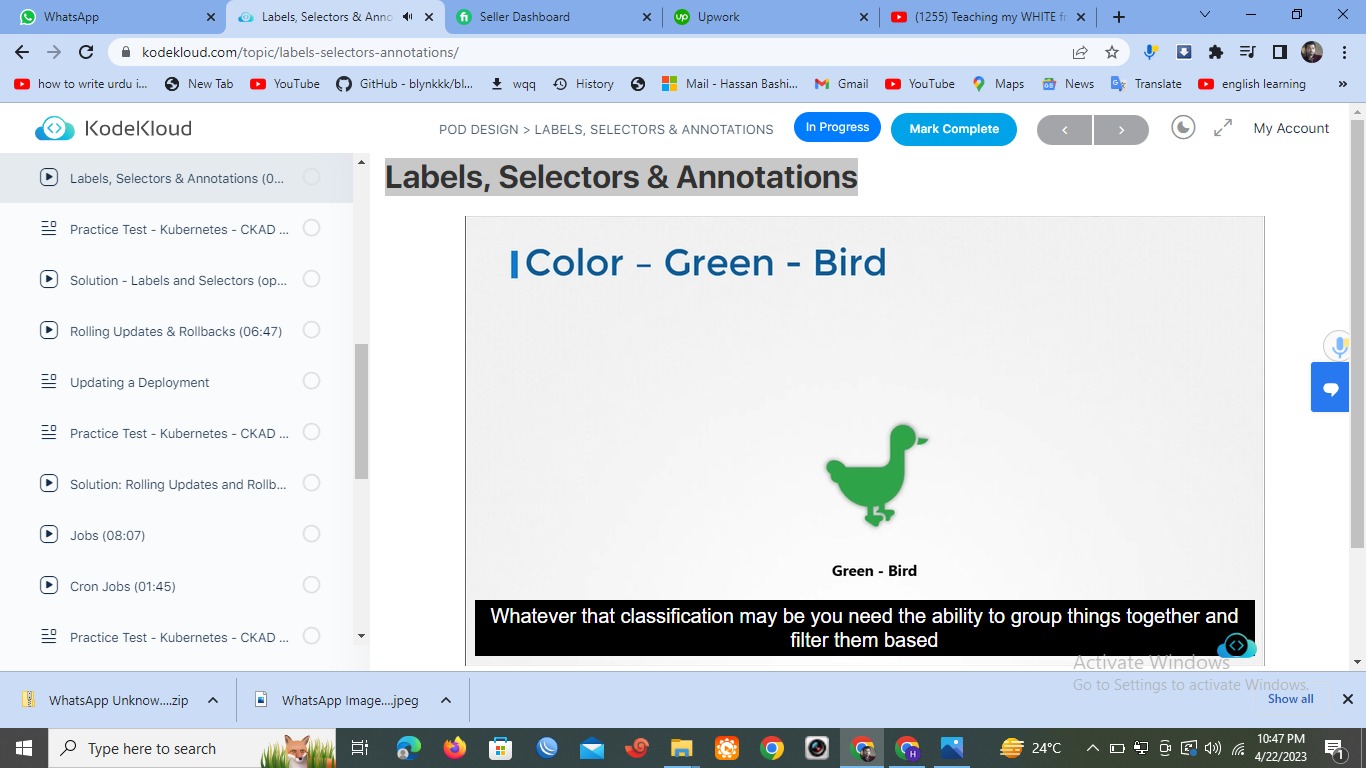 WhatsApp
Labels, Selectors & Anno
Seller Dashboard
Upwork
(1255) Teaching my WHITE fr
kodekloud.com/topic/labels-selectors-annotations/
how to write urdu i...
New Tab
YouTube
GitHub - blynkkk/bl...
wqq
History
Mail - Hassan Bashi...
Gmail
YouTube
Maps
News
Translate
english learning
»
KodeKloud
POD DESIGN > LABELS, SELECTORS & ANNOTATIONS
In Progress
Mark Complete
My Account
Labels, Selectors & Annotations (0...
Practice Test - Kubernetes - CKAD ...
Solution - Labels and Selectors (op...
Rolling Updates & Rollbacks (06:47)
Updating a Deployment
Practice Test - Kubernetes - CKAD ...
Solution: Rolling Updates and Rollb...
Jobs (08:07)
Cron Jobs (01:45)
Practice Test - Kubernetes - CKAD ...
Labels, Selectors & Annotations
Color – Green - Bird
Green - Bird
Whatever that classification may be you need the ability to group things together and
filter them based
Activate Windows
Go to Settings to activate Windows.
WhatsApp Unknow....zip
WhatsApp Image....jpeg
Show all
Type here to search
24°C
10:47 PM
4/22/2023
1